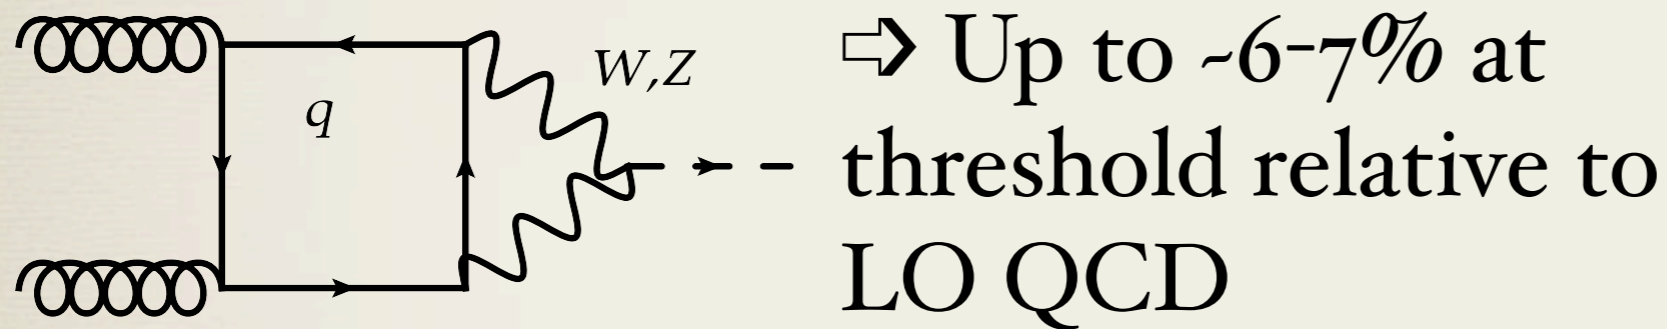 W,Z
q
⇨ Up to ~6-7% at
threshold relative to
LO QCD